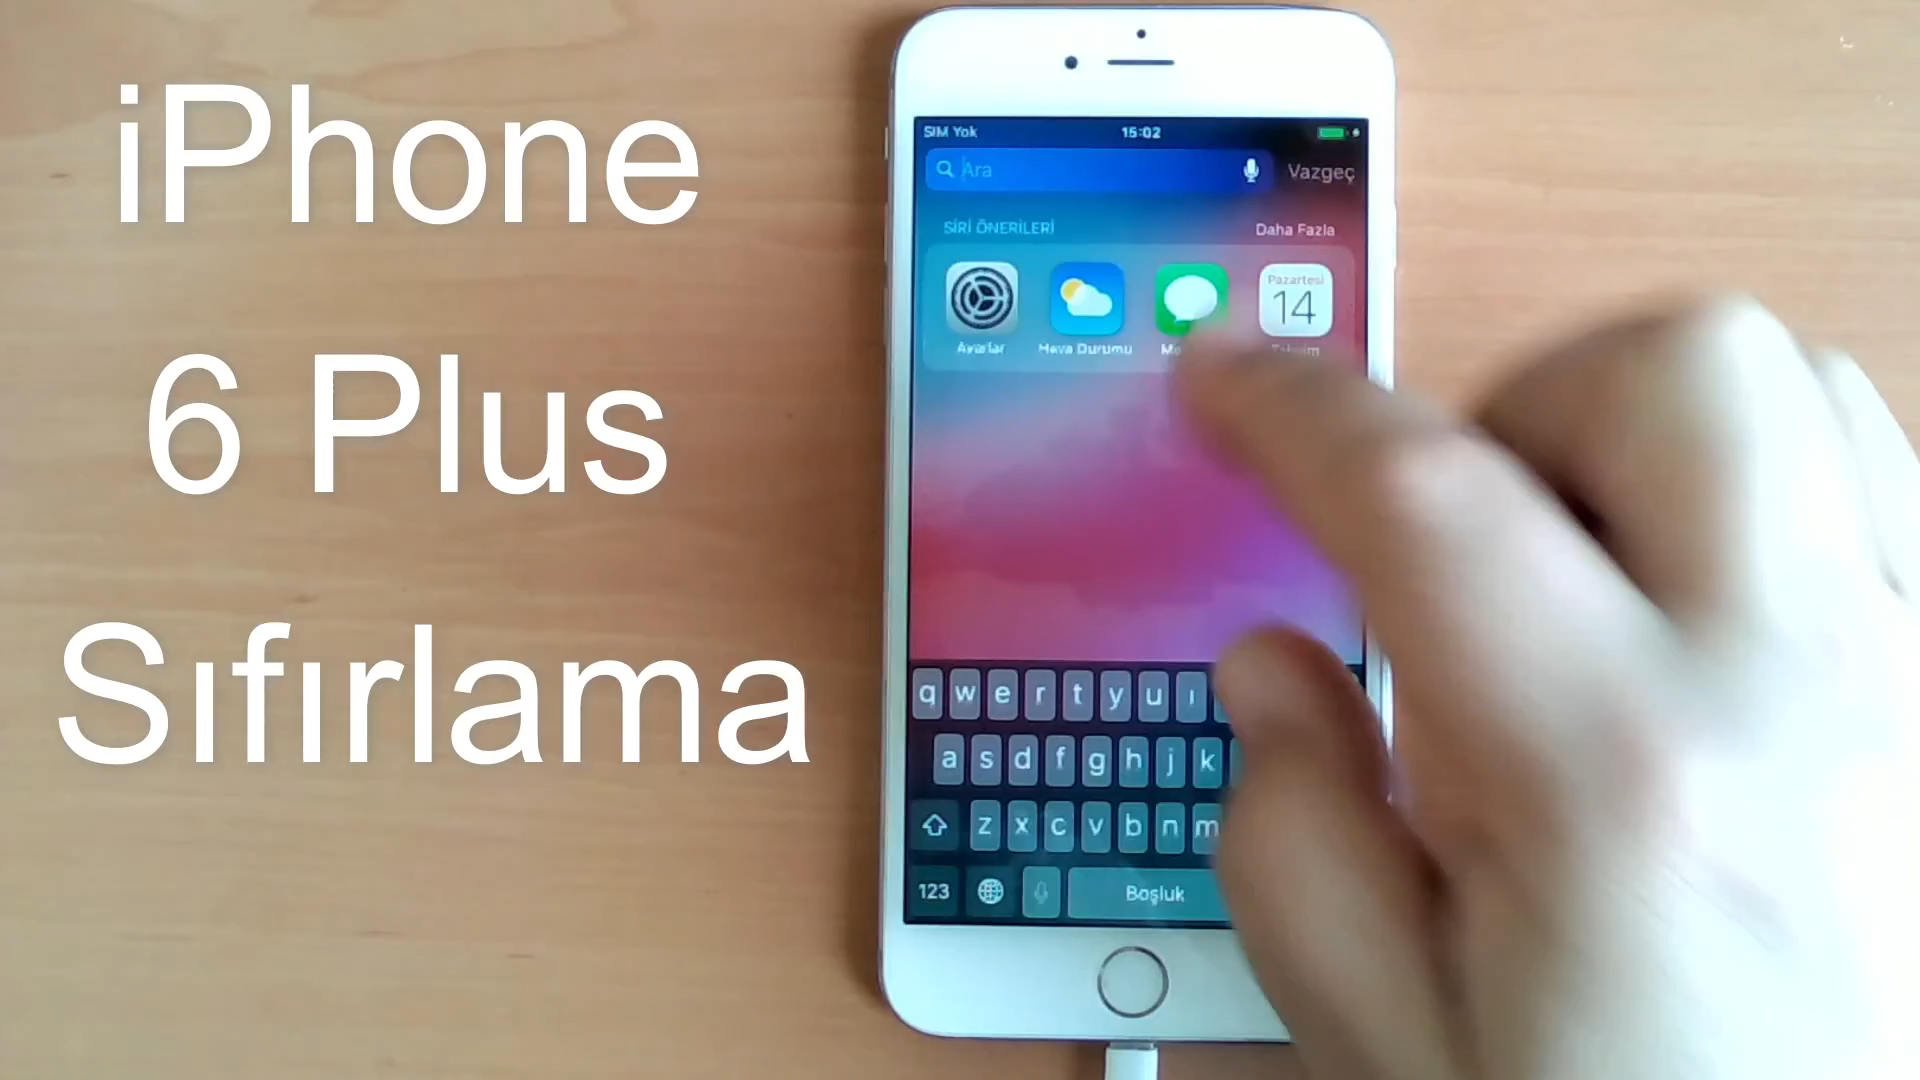 iPhone
6 Plus
Sıfırlama
SIM Yok
15:02
Ara
Vazgeç
SİRİ ÖNERİLERİ
Daha Fazla
Pazartesi
14
Ayarlar
Hava Durumu
q w e r t y u ı
a s d f g h j k
z x c v b n m
123
Boşluk